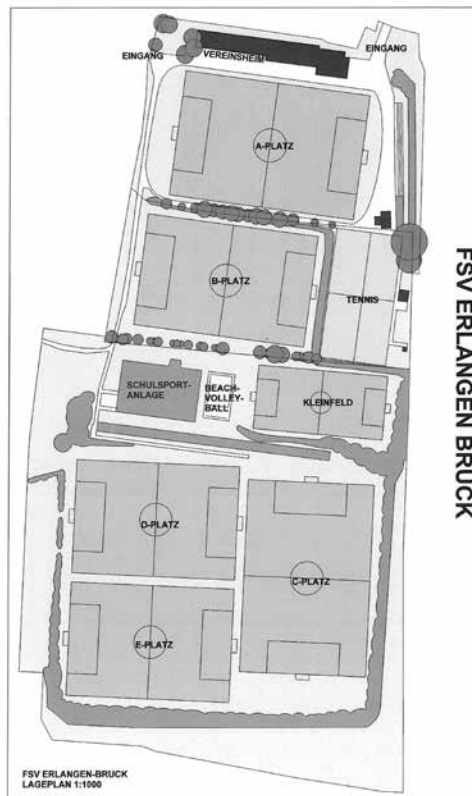 EINGANG
VEREINSHEIM
EINGANG
A-PLATZ
B-PLATZ
TENNIS
SCHULSPORT-
ANLAGE
BEACH-
VOLLEY-
BALL
KLEINFELD
D-PLATZ
C-PLATZ
E-PLATZ
FSV ERLANGEN BRUCK
FSV ERLANGEN-BRUCK
LAGEPLAN 1:1000